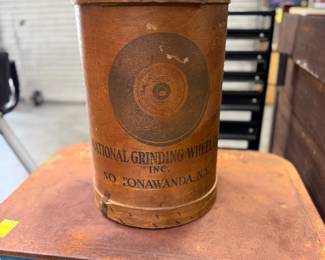 NATIONAL GRINDING WHEEL
INC.
NO. TONAWANDA, N.Y.